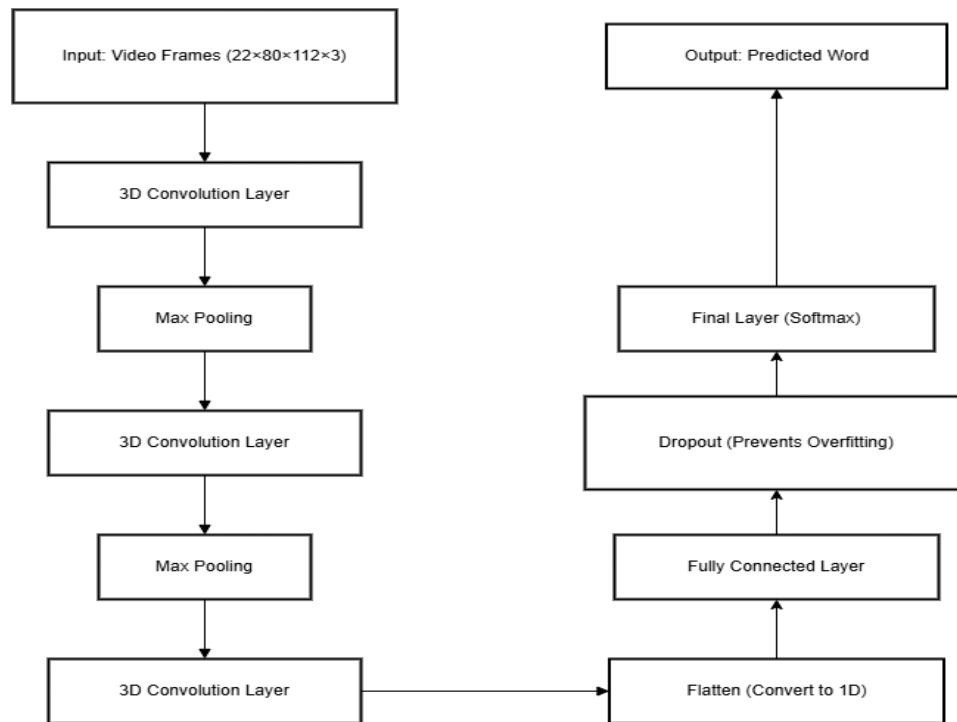 Input: Video Frames (22×80×112×3)
3D Convolution Layer
Max Pooling
3D Convolution Layer
Max Pooling
3D Convolution Layer
Flatten (Convert to 1D)
Fully Connected Layer
Dropout (Prevents Overfitting)
Final Layer (Softmax)
Output: Predicted Word